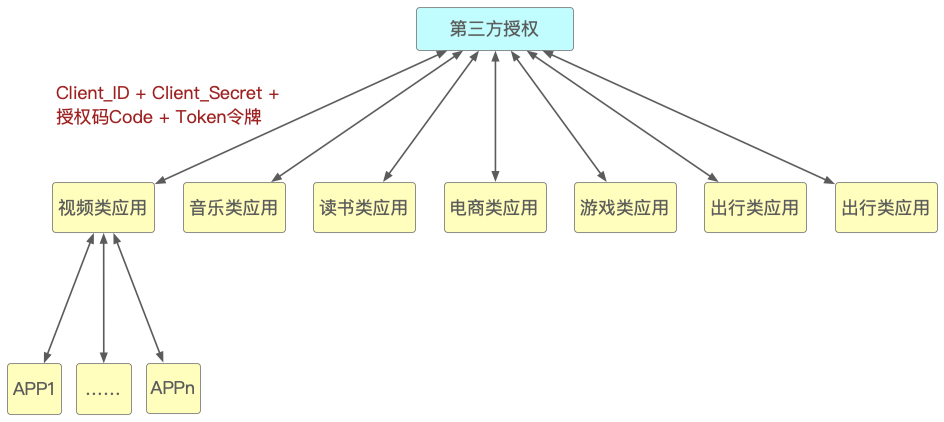 第三方授权
Client_ID + Client_Secret +
授权码Code + Token令牌
视频类应用
音乐类应用
读书类应用
电商类应用
游戏类应用
出行类应用
出行类应用
APP1
……
APPn